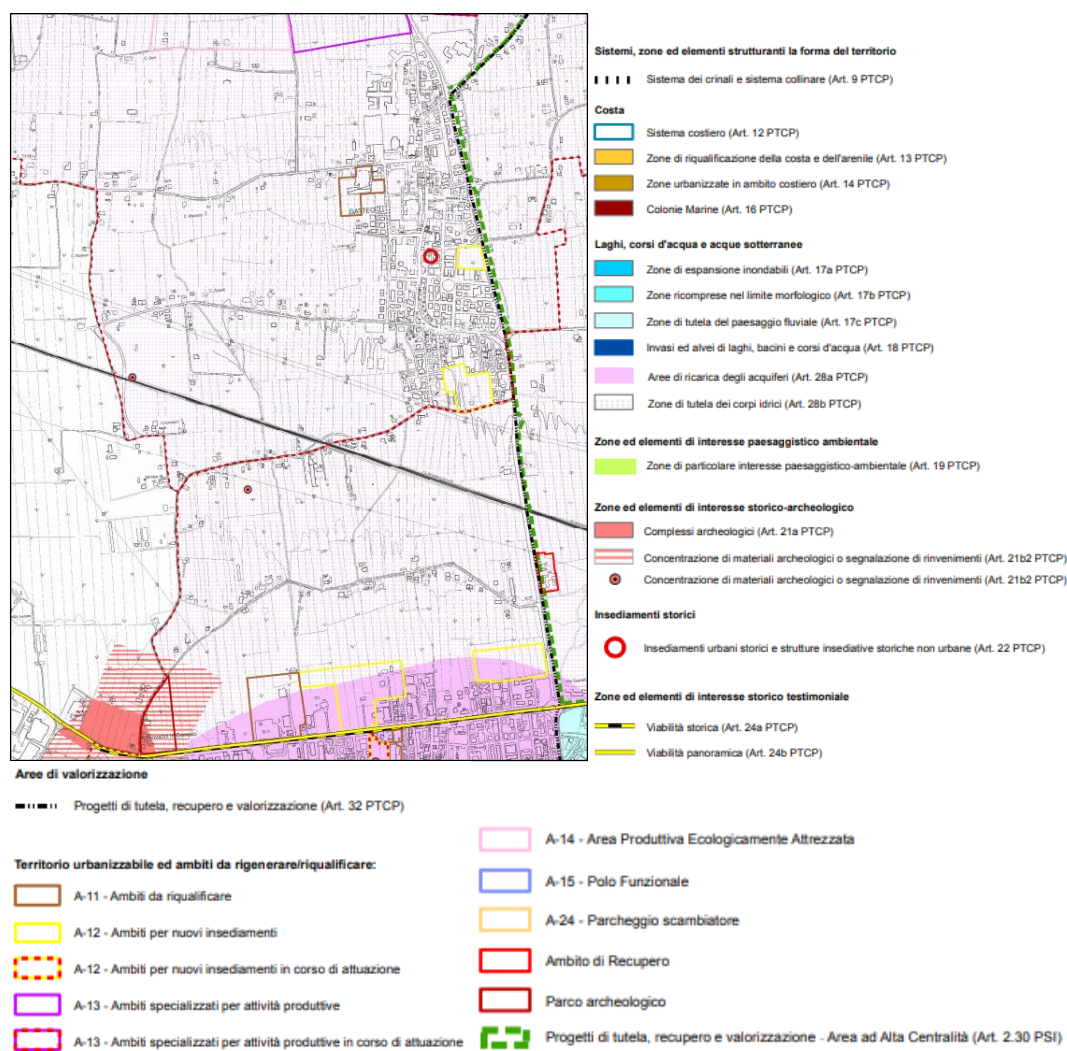 GATTEO
Sistemi, zone ed elementi strutturanti la forma del territorio
Sistema dei crinali e sistema collinare (Art. 9 PTCP)
Costa
Sistema costiero (Art. 12 PTCP)
Zone di riqualificazione della costa e dell'arenile (Art. 13 PTCP)
Zone urbanizzate in ambito costiero (Art. 14 PTCP)
Colonie Marine (Art. 16 PTCP)
Laghi, corsi d'acqua e acque sotterranee
Zone di espansione inondabili (Art. 17a PTCP)
Zone ricomprese nel limite morfologico (Art. 17b PTCP)
Zone di tutela del paesaggio fluviale (Art. 17c PTCP)
Invasi ed alvei di laghi, bacini e corsi d'acqua (Art. 18 PTCP)
Aree di ricarica degli acquiferi (Art. 28a PTCP)
Zone di tutela dei corpi idrici (Art. 28b PTCP)
Zone ed elementi di interesse paesaggistico ambientale
Zone di particolare interesse paesaggistico-ambientale (Art. 19 PTCP)
Zone ed elementi di interesse storico-archeologico
Complessi archeologici (Art. 21a PTCP)
Concentrazione di materiali archeologici o segnalazione di rinvenimenti (Art. 21b2 PTCP)
Concentrazione di materiali archeologici o segnalazione di rinvenimenti (Art. 21b2 PTCP)
Insediamenti storici
Insediamenti urbani storici e strutture insediative storiche non urbane (Art. 22 PTCP)
Zone ed elementi di interesse storico testimoniale
Viabilità storica (Art. 24a PTCP)
Viabilità panoramica (Art. 24b PTCP)
Aree di valorizzazione
Progetti di tutela, recupero e valorizzazione (Art. 32 PTCP)
Territorio urbanizzabile ed ambiti da rigenerare/riqualificare:
A-11 - Ambiti da riqualificare
A-12 - Ambiti per nuovi insediamenti
A-12 - Ambiti per nuovi insediamenti in corso di attuazione
A-13 - Ambiti specializzati per attività produttive
A-13 - Ambiti specializzati per attività produttive in corso di attuazione
A-14 - Area Produttiva Ecologicamente Attrezzata
A-15 - Polo Funzionale
A-24 - Parcheggio scambiatore
Ambito di Recupero
Parco archeologico
Progetti di tutela, recupero e valorizzazione - Area ad Alta Centralità (Art. 2.30 PSI)